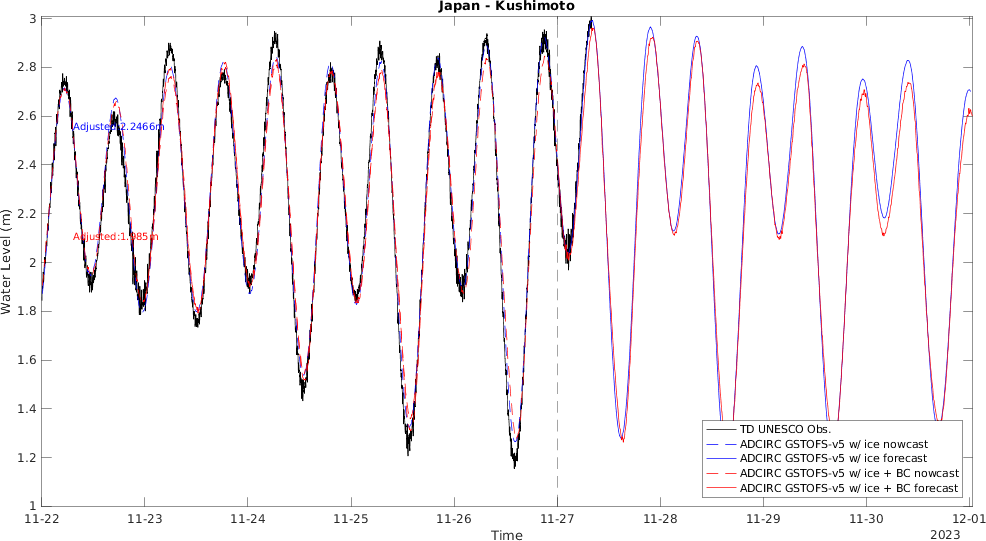 Japan - Kushimoto
3
2.8
2.6
2.4
2.2
2
1.8
1.6
1.4
1.2
1
Water Level (m)
Adjusted:2.2466m
Adjusted:1.985m
TD UNESCO Obs.
ADCIRC GSTOFS-v5 w/ ice nowcast
ADCIRC GSTOFS-v5 w/ ice forecast
ADCIRC GSTOFS-v5 w/ ice + BC nowcast
ADCIRC GSTOFS-v5 w/ ice + BC forecast
11-22 11-23 11-24 11-25 11-26 11-27 11-28 11-29 11-30 12-01
Time
2023